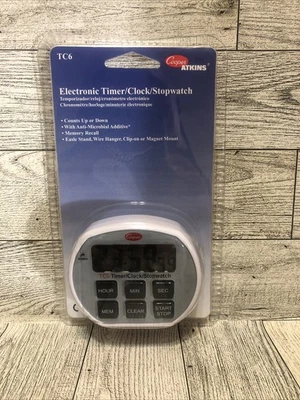 TC6
Cooper
ATKINS
Electronic Timer/Clock/Stopwatch
Temporizador/reloj/cronómetro electrónico
Chronomètre/horloge/minuterie électronique
• Counts Up or Down
• With Anti-Microbial Additive*
• Memory Recall
• Easle Stand, Wire Hanger, Clip-on or Magnet Mount
Cooper
Timer/Clock/Stopwatch
HOUR MIN SEC
MEM CLEAR START STOP